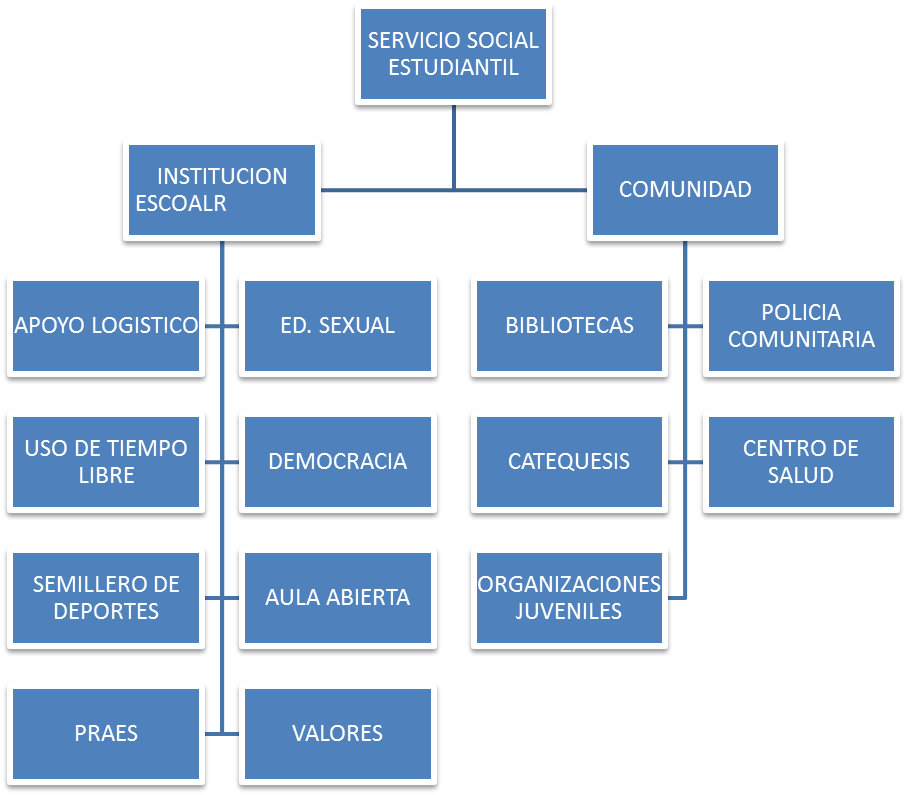 SERVICIO SOCIAL
ESTUDIANTIL
INSTITUCION
ESCOALR
COMUNIDAD
APOYO LOGISTICO
ED. SEXUAL
BIBLIOTECAS
POLICIA
COMUNITARIA
USO DE TIEMPO
LIBRE
DEMOCRACIA
CATEQUESIS
CENTRO DE
SALUD
SEMILLERO DE
DEPORTES
AULA ABIERTA
ORGANIZACIONES
JUVENILES
PRAES
VALORES